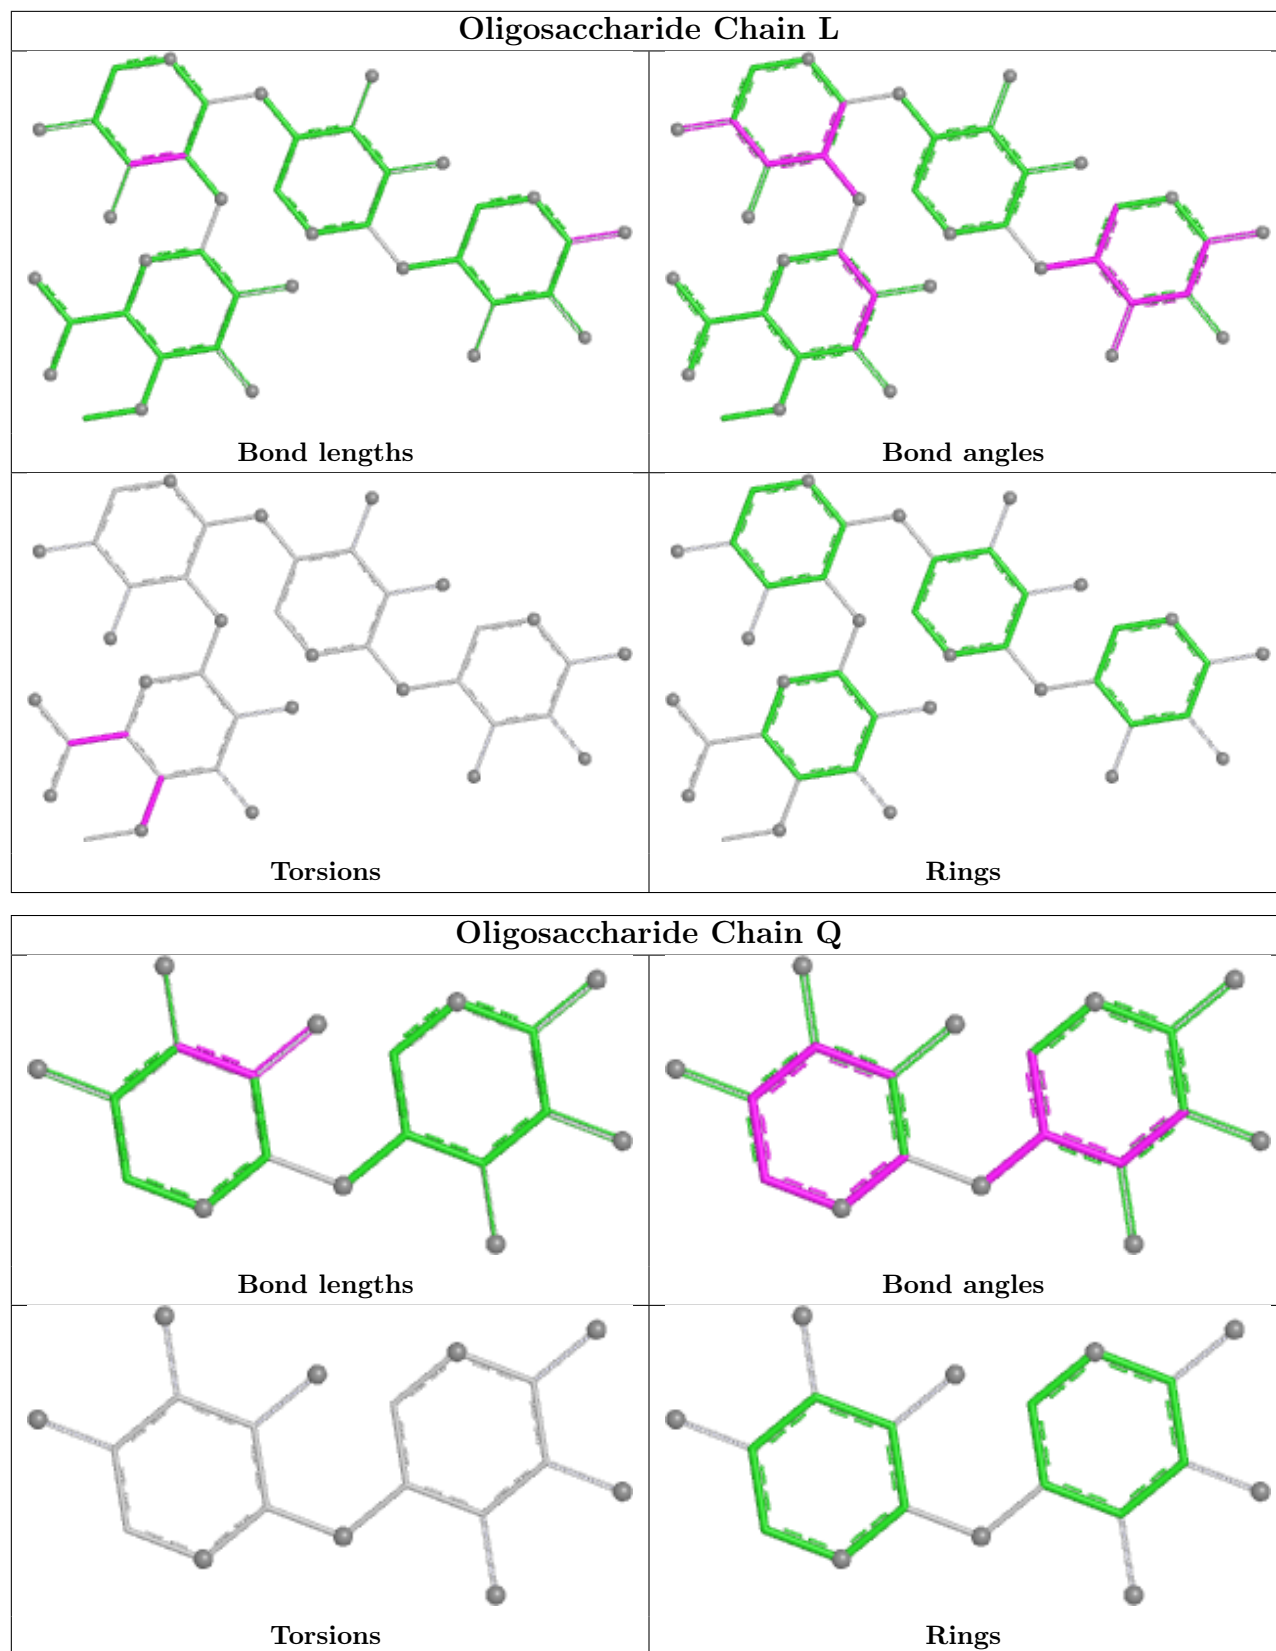 Oligosaccharide Chain L
Bond lengths
Bond angles
Torsions
Rings
Oligosaccharide Chain Q
Bond lengths
Bond angles
Torsions
Rings